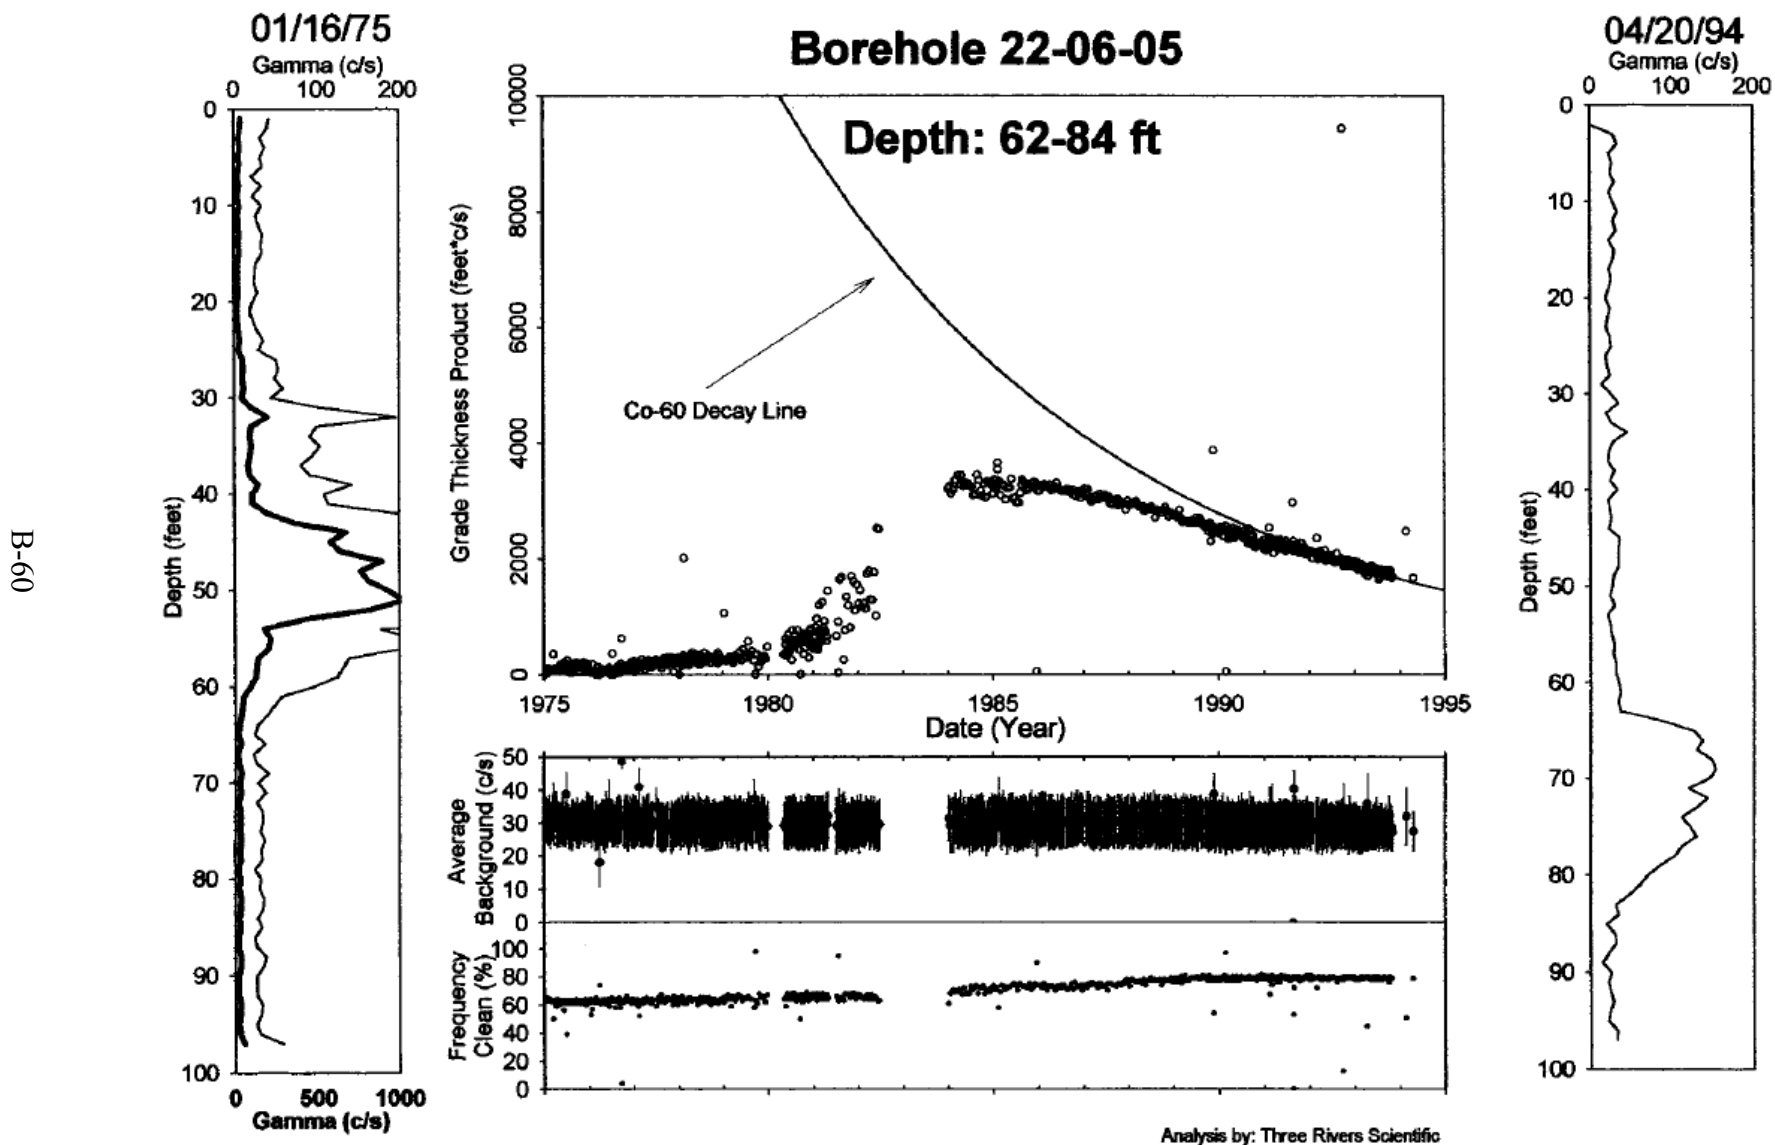 B-60
01/16/75
Gamma (c/s)
0 100 200
Depth (feet)
0
10
20
30
40
50
60
70
80
90
100
0 500 1000
Gamma (c/s)
Borehole 22-06-05
Depth: 62-84 ft
Grade Thickness Product (feet*c/s)
10000
8000
6000
4000
2000
0
Co-60 Decay Line
1975 1980 1985 1990 1995
Date (Year)
Average
Background (c/s)
50
40
30
20
10
0
Frequency
Clean (%)
100
80
60
40
20
0
04/20/94
Gamma (c/s)
0 100 200
Depth (feet)
0
10
20
30
40
50
60
70
80
90
100
Analysis by: Three Rivers Scientific